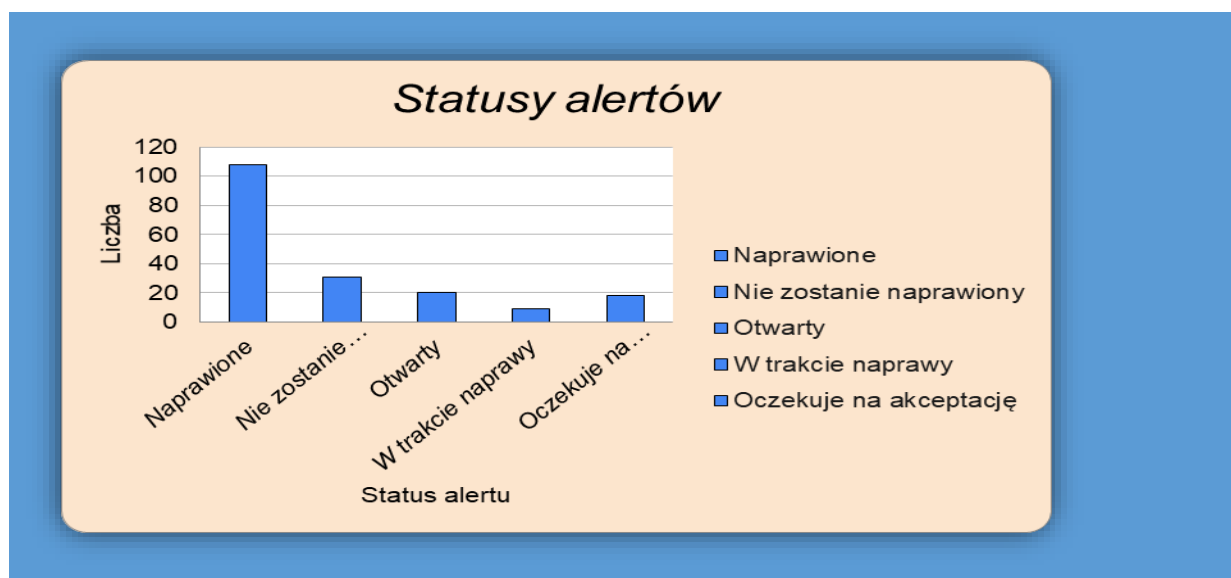 Statusy alertów
120
100
80
60
40
20
0
Liczba
Naprawione
Nie zostanie...
Otwarty
W trakcie naprawy
Oczekuje na...
Status alertu
Naprawione
Nie zostanie naprawiony
Otwarty
W trakcie naprawy
Oczekuje na akceptację